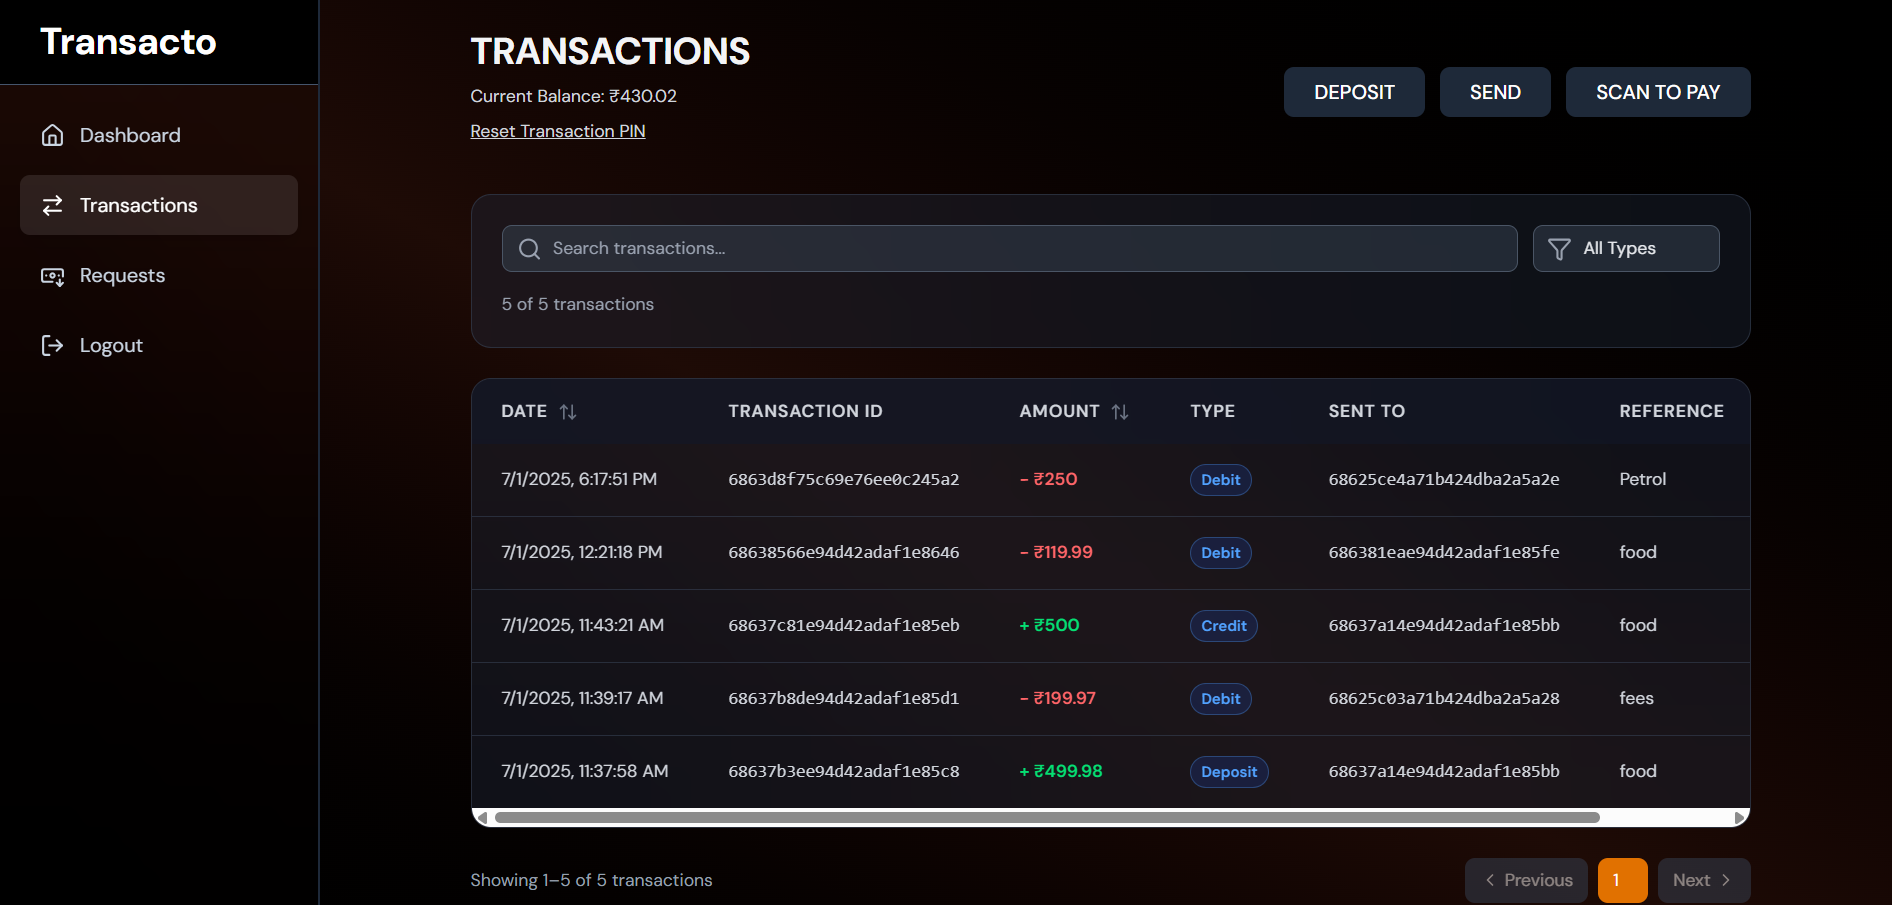 Transacto
Dashboard
Transactions
Requests
Logout
TRANSACTIONS
Current Balance: ₹430.02
Reset Transaction PIN
DEPOSIT SEND SCAN TO PAY
Search transactions...
All Types
5 of 5 transactions
DATE TRANSACTION ID AMOUNT TYPE SENT TO REFERENCE
7/1/2025, 6:17:51 PM 6863d8f75c69e76ee0c245a2 - ₹250 Debit 68625ce4a71b424dba2a5a2e Petrol
7/1/2025, 12:21:18 PM 68638566e94d42adaf1e8646 - ₹119.99 Debit 686381eae94d42adaf1e85fe food
7/1/2025, 11:43:21 AM 68637c81e94d42adaf1e85eb + ₹500 Credit 68637a14e94d42adaf1e85bb food
7/1/2025, 11:39:17 AM 68637b8de94d42adaf1e85d1 - ₹199.97 Debit 68625c03a71b424dba2a5a28 fees
7/1/2025, 11:37:58 AM 68637b3ee94d42adaf1e85c8 + ₹499.98 Deposit 68637a14e94d42adaf1e85bb food
Showing 1–5 of 5 transactions
Previous 1 Next